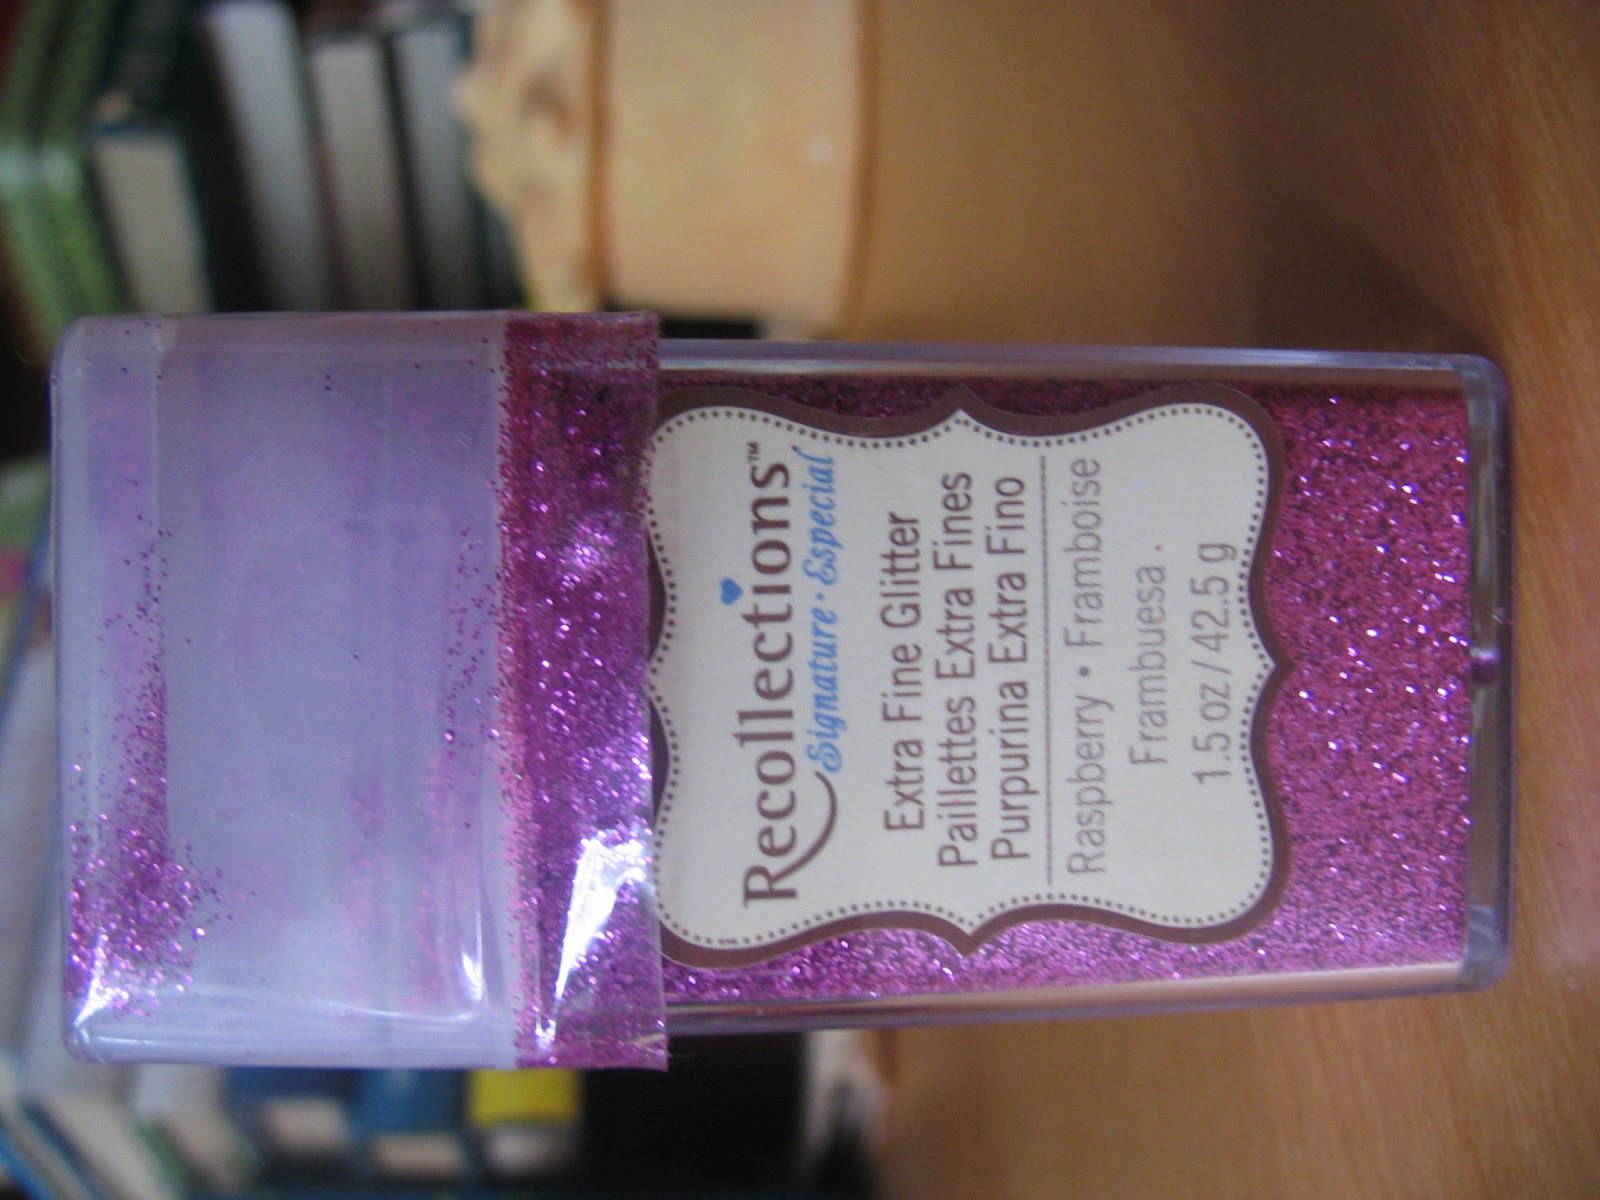 Recollections™
Signature • Especial
Extra Fine Glitter
Paillettes Extra Fines
Purpurina Extra Fino
Raspberry • Framboise
Frambuesa .
1.5 oz / 42.5 g